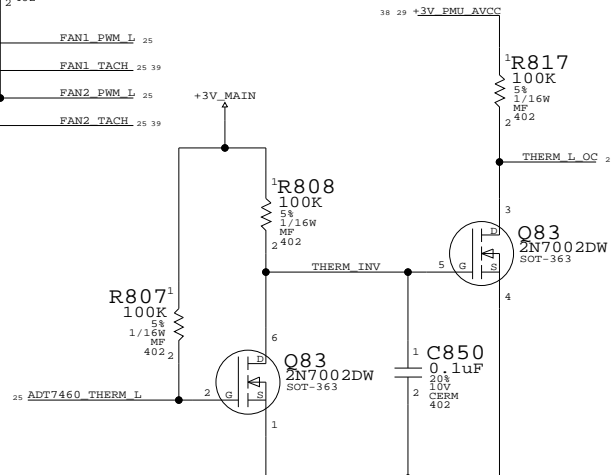 2
38 29 +3V_PMU_AVCC
FAN1_PWM_L 25
FAN1_TACH 25 39
FAN2_PWM_L 25
FAN2_TACH 25 39
1
R817
100K
5%
1/16W
MF
402
2
+3V_MAIN
THERM_L_OC 2
1
R808
100K
5%
1/16W
MF
402
2
3
D
Q83
2N7002DW
SOT-363
5
G
S
4
THERM_INV
R807
1
100K
5%
1/16W
MF
402
2
6
D
Q83
2N7002DW
SOT-363
25 ADT7460_THERM_L
2
G
S
1
1
C850
0.1uF
20%
10V
CERM
402
2